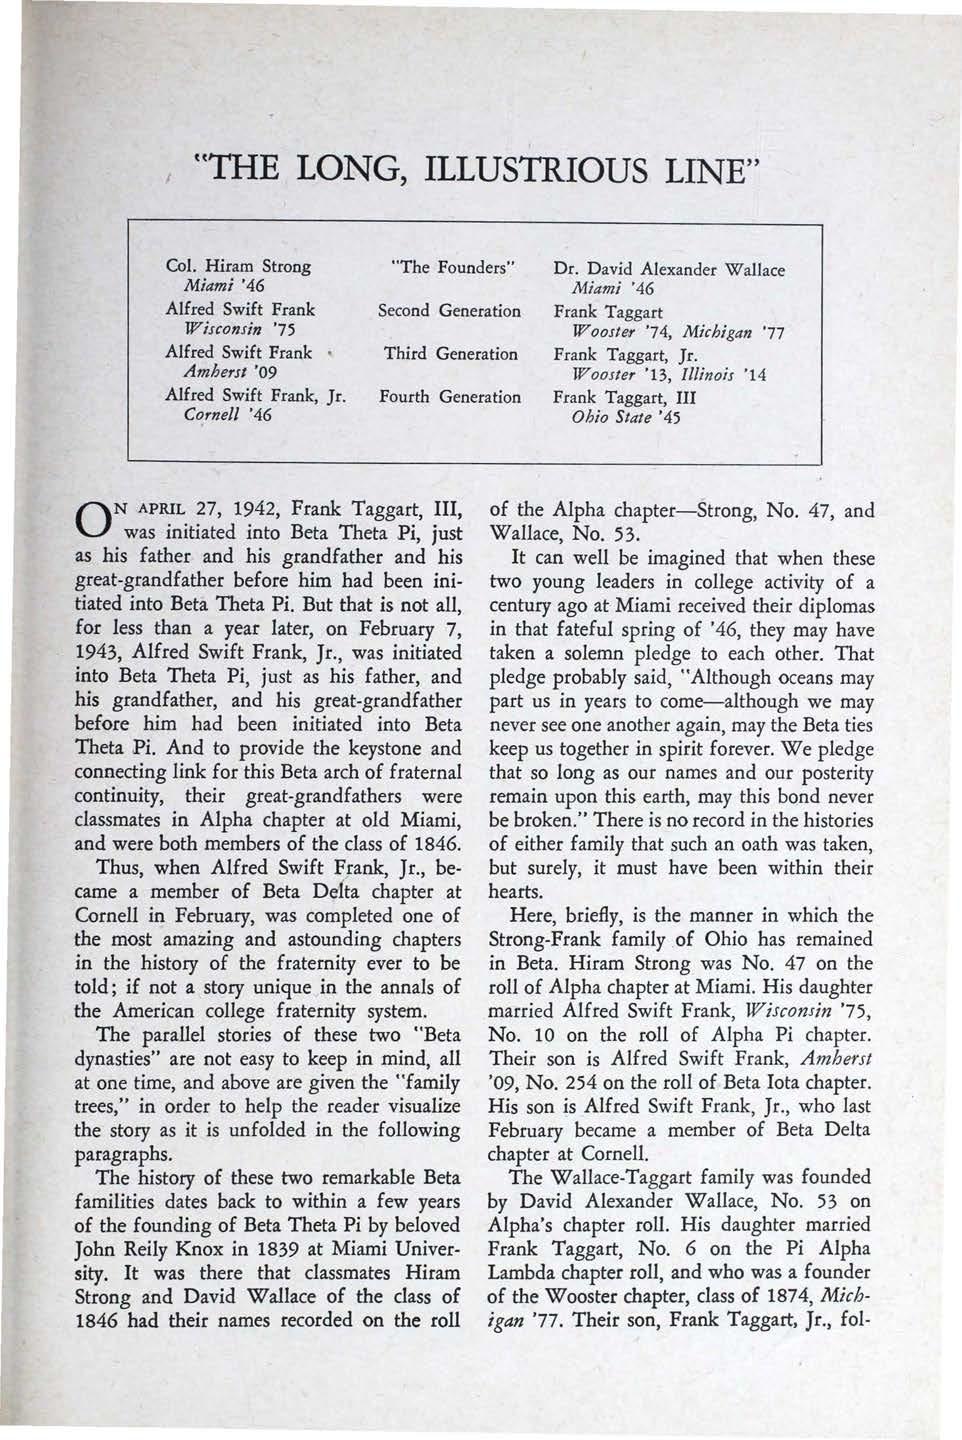 "THE LONG, ILLUSTRIOUS LINE"
Col. Hiram Strong "The Founders" Dr. David Alexander Wallace
Miami '46 Miami '46
Alfred Swift Frank Second Generation Frank Taggart
Wisconsin '75 Wooster '74, Michigan '77
Alfred Swift Frank Third Generation Frank Taggart, Jr.
Amherst '09 Wooster '13, Illinois '14
Alfred Swift Frank, Jr. Fourth Generation Frank Taggart, III
Cornell '46 Ohio State '45
ON APRIL 27, 1942, Frank Taggart, III,
was initiated into Beta Theta Pi, just
as his father and his grandfather and his
great-grandfather before him had been ini-
tiated into Beta Theta Pi. But that is not all,
for less than a year later, on February 7,
1943, Alfred Swift Frank, Jr., was initiated
into Beta Theta Pi, just as his father, and
his grandfather, and his great-grandfather
before him had been initiated into Beta
Theta Pi. And to provide the keystone and
connecting link for this Beta arch of fraternal
continuity, their great-grandfathers were
classmates in Alpha chapter at old Miami,
and were both members of the class of 1846.
Thus, when Alfred Swift Frank, Jr., be-
came a member of Beta Delta chapter at
Cornell in February, was completed one of
the most amazing and astounding chapters
in the history of the fraternity ever to be
told; if not a story unique in the annals of
the American college fraternity system.
The parallel stories of these two "Beta
dynasties" are not easy to keep in mind, all
at one time, and above are given the "family
trees," in order to help the reader visualize
the story as it is unfolded in the following
paragraphs.
The history of these two remarkable Beta
familities dates back to within a few years
of the founding of Beta Theta Pi by beloved
John Reily Knox in 1839 at Miami Univer-
sity. It was there that classmates Hiram
Strong and David Wallace of the class of
1846 had their names recorded on the roll
of the Alpha chapter—Strong, No. 47, and
Wallace, No. 53.
It can well be imagined that when these
two young leaders in college activity of a
century ago at Miami received their diplomas
in that fateful spring of '46, they may have
taken a solemn pledge to each other. That
pledge probably said, "Although oceans may
part us in years to come—although we may
never see one another again, may the Beta ties
keep us together in spirit forever. We pledge
that so long as our names and our posterity
remain upon this earth, may this bond never
be broken." There is no record in the histories
of either family that such an oath was taken,
but surely, it must have been within their
hearts.
Here, briefly, is the manner in which the
Strong-Frank family of Ohio has remained
in Beta. Hiram Strong was No. 47 on the
roll of Alpha chapter at Miami. His daughter
married Alfred Swift Frank, Wisconsin '75,
No. 10 on the roll of Alpha Pi chapter.
Their son is Alfred Swift Frank, Amherst
'09, No. 254 on the roll of Beta Iota chapter.
His son is Alfred Swift Frank, Jr., who last
February became a member of Beta Delta
chapter at Cornell.
The Wallace-Taggart family was founded
by David Alexander Wallace, No. 53 on
Alpha's chapter roll. His daughter married
Frank Taggart, No. 6 on the Pi Alpha
Lambda chapter roll, and who was a founder
of the Wooster chapter, class of 1874, Mich-
igan '77. Their son, Frank Taggart, Jr., fol-